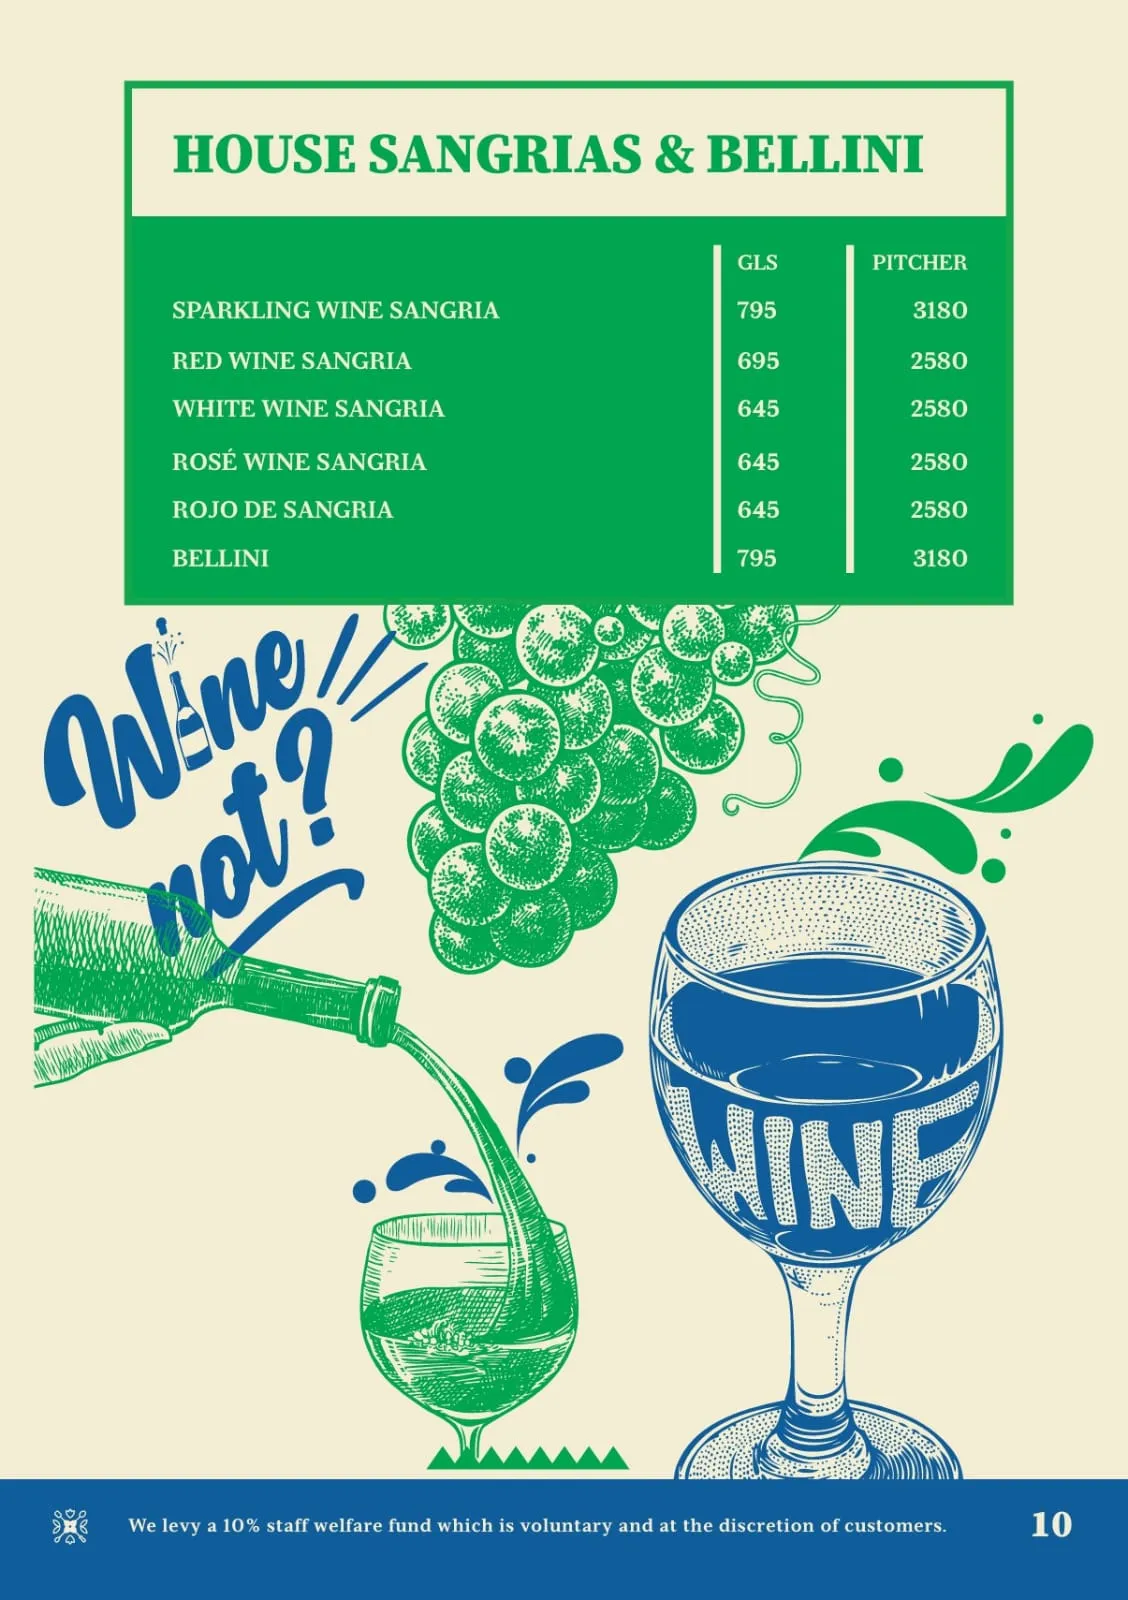 HOUSE SANGRIAS & BELLINI
GLS PITCHER
SPARKLING WINE SANGRIA 795 3180
RED WINE SANGRIA 695 2580
WHITE WINE SANGRIA 645 2580
ROSÉ WINE SANGRIA 645 2580
ROJO DE SANGRIA 645 2580
BELLINI 795 3180
Wine
not?
WINE
We levy a 10% staff welfare fund which is voluntary and at the discretion of customers. 10